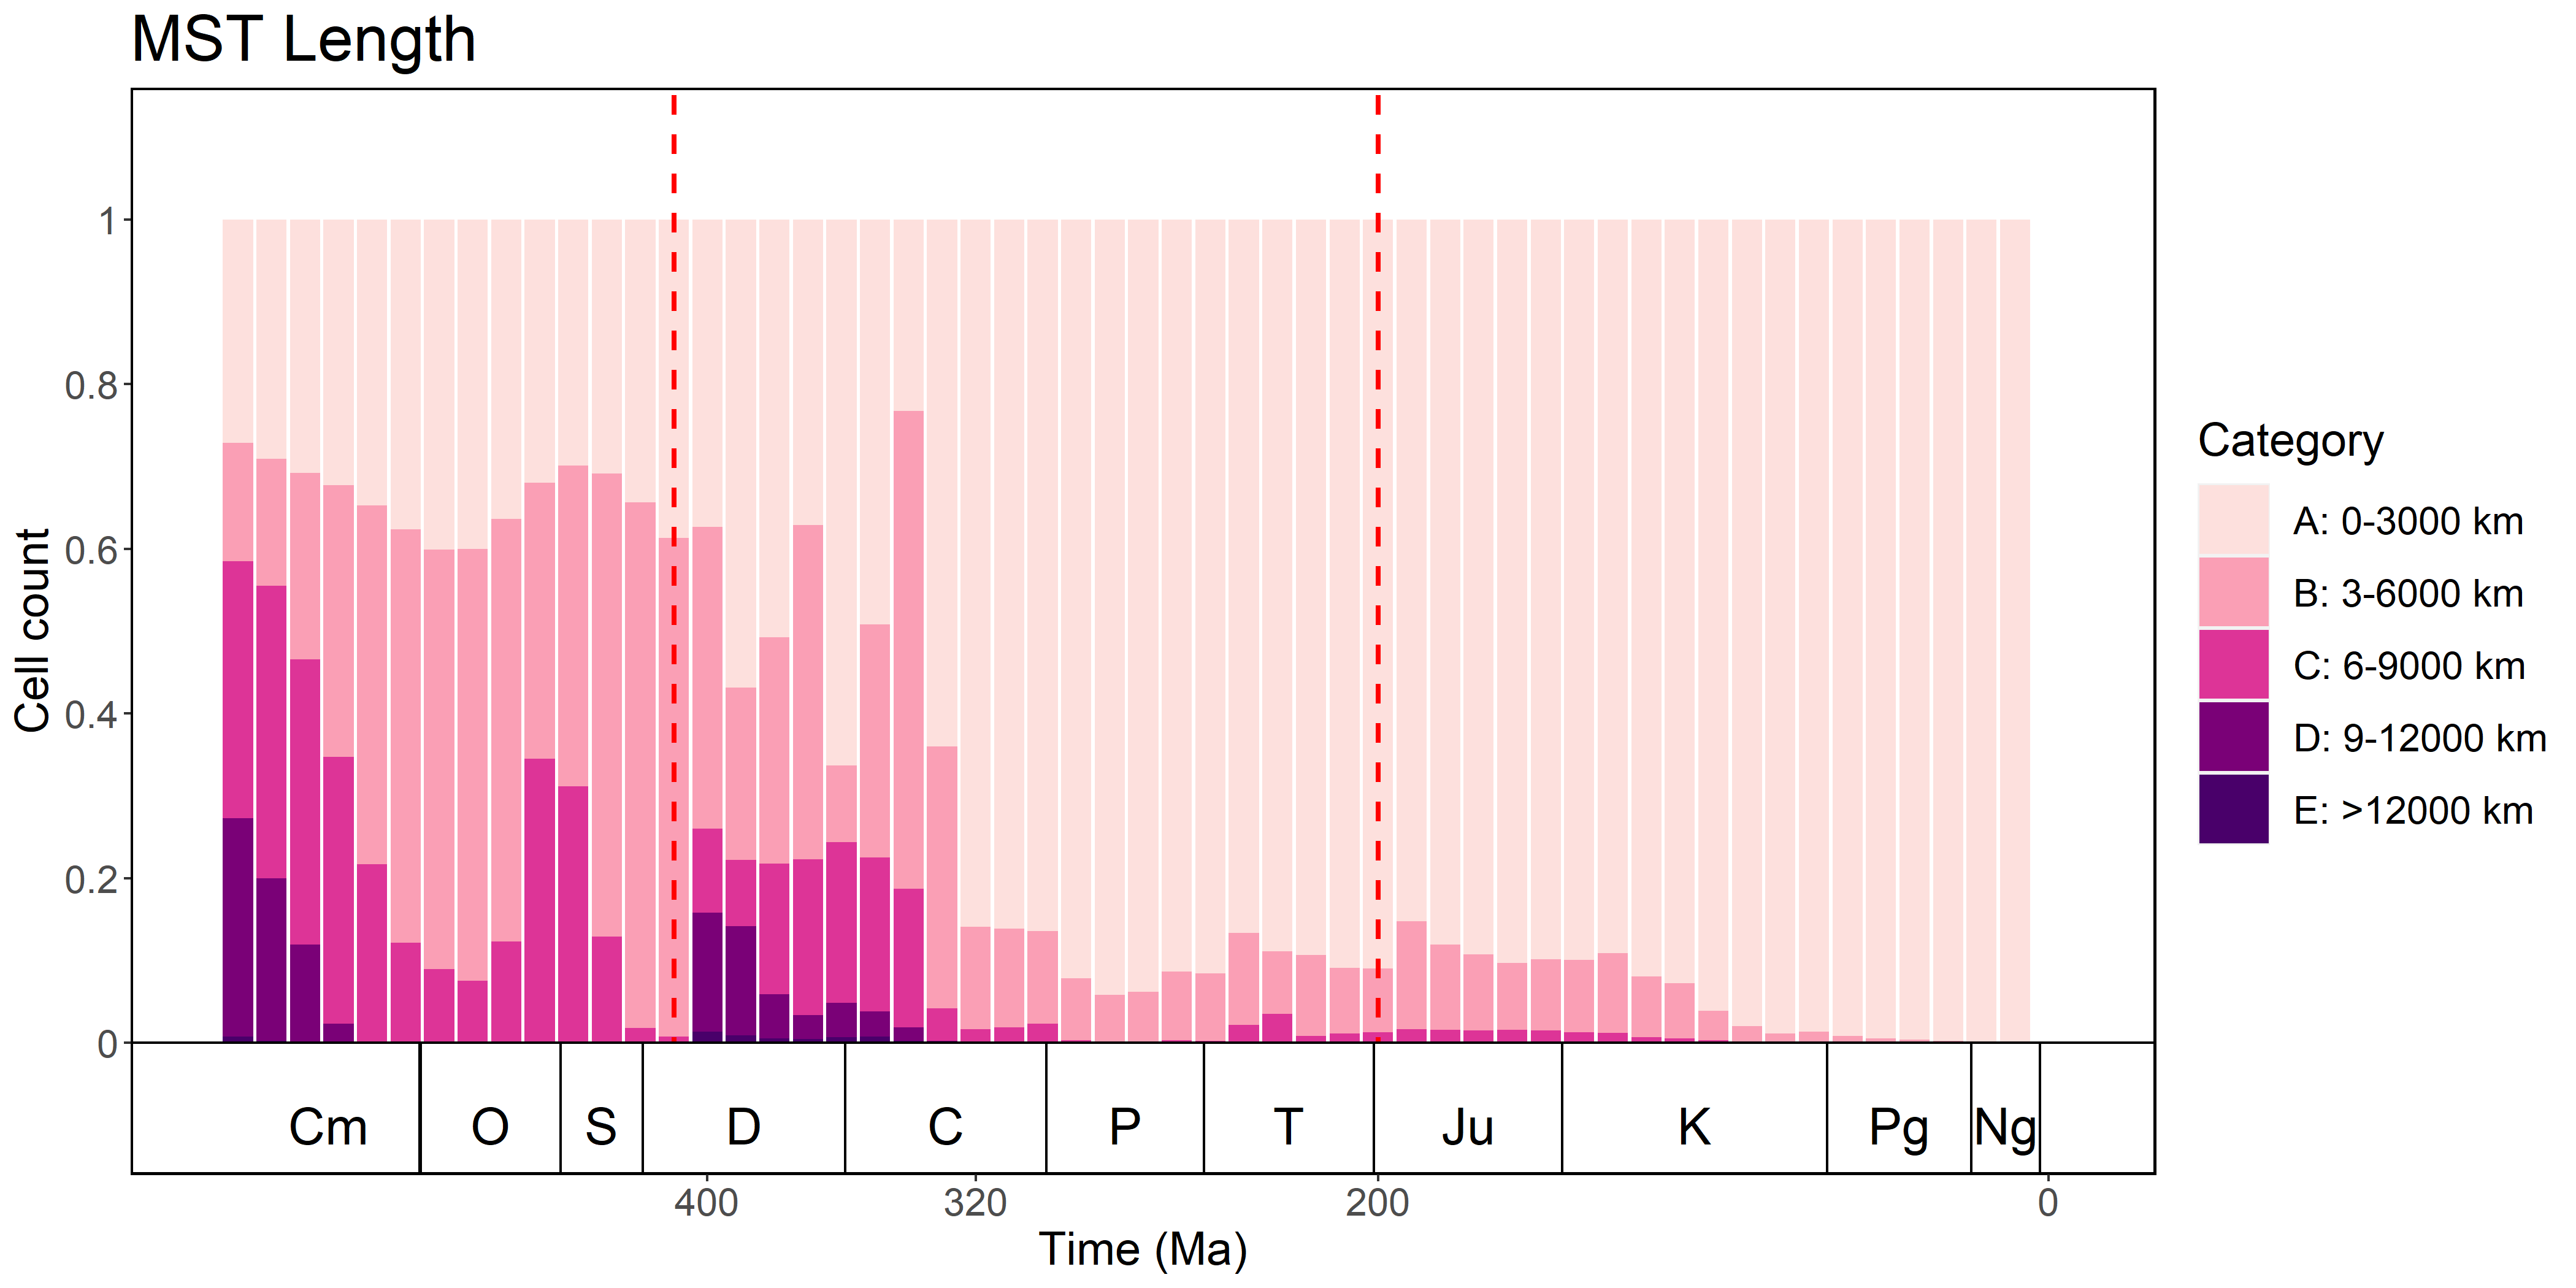 MST Length
Cell count
1
0.8
0.6
0.4
0.2
0
Cm O S D C P T Ju K Pg Ng
400 320 200 0
Time (Ma)
Category
A: 0-3000 km
B: 3-6000 km
C: 6-9000 km
D: 9-12000 km
E: >12000 km